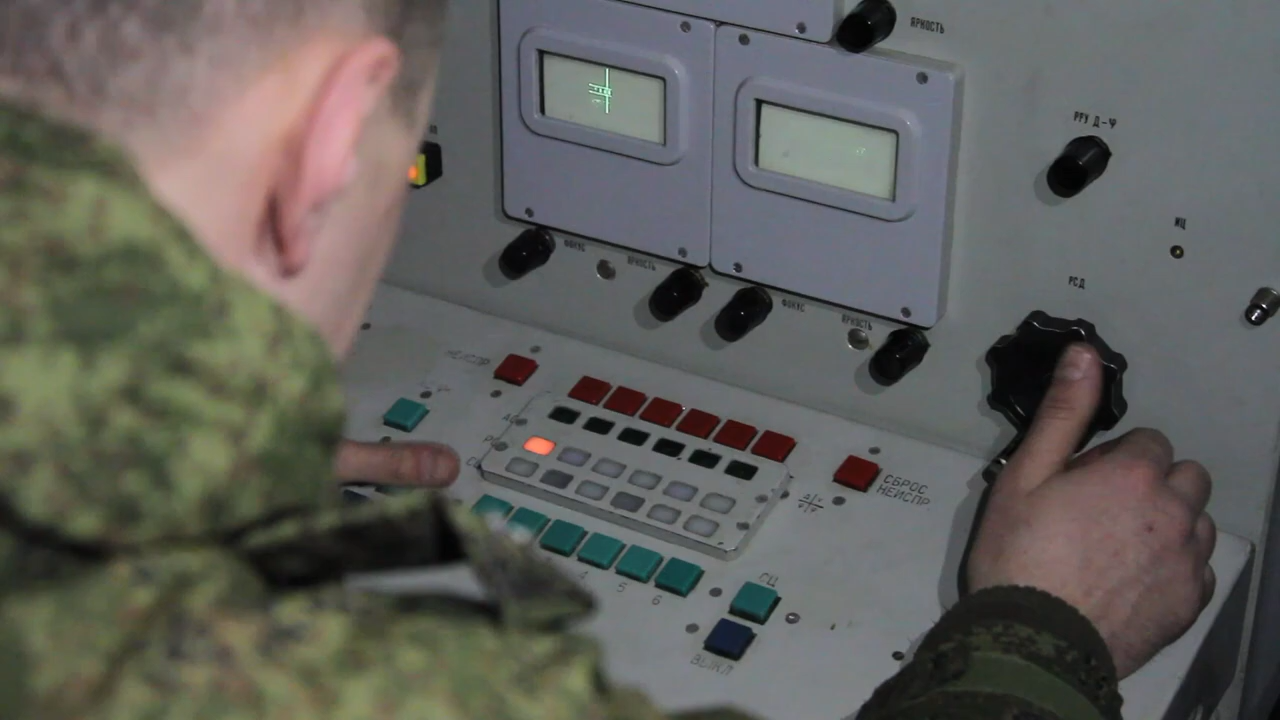 ЯРКОСТЬ
РРУ Д-Ф
ИЦ
РСД
ФОКУС
ЯРКОСТЬ
ФОКУС
ЯРКОСТЬ
НЕИСПР
СБРОС
НЕИСПР.
4
5
6
СЦ
ВЫКЛ